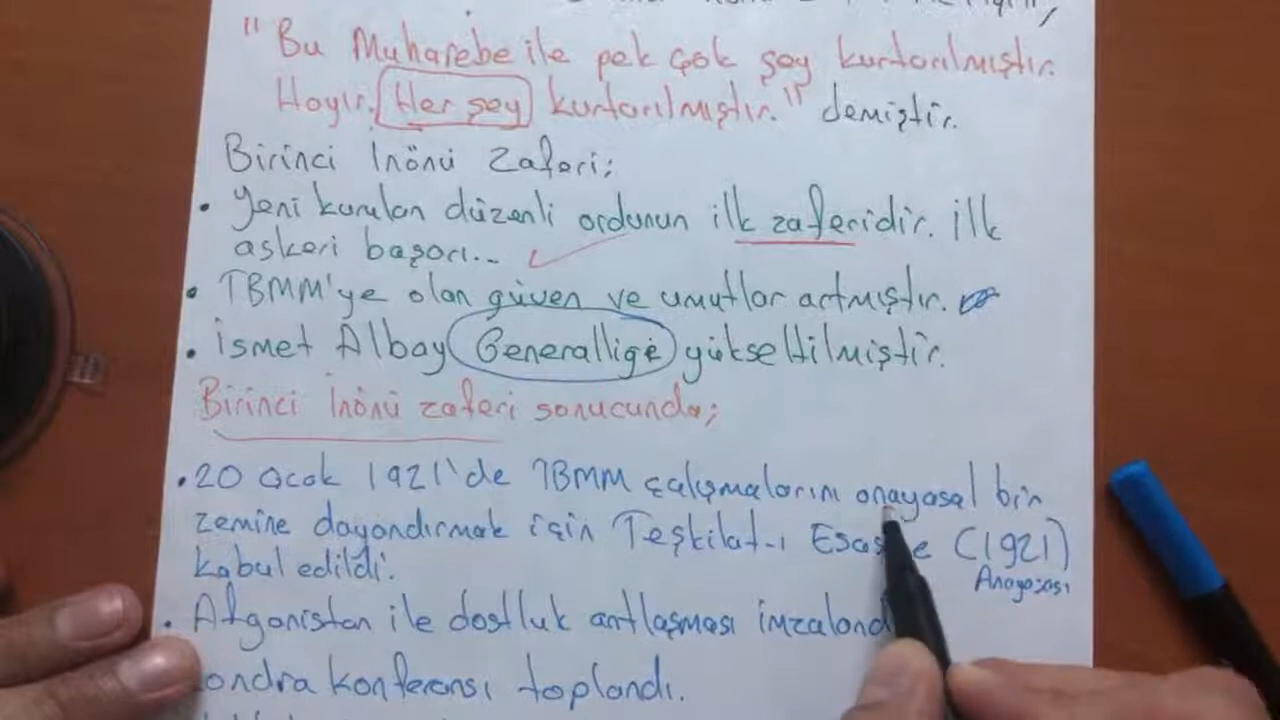 "Bu Muharebe ile pek çok şey kurtarılmıştır.
Hayır, Her şey kurtarılmıştır." demiştir.
Birinci İnönü Zaferi;
• Yeni kurulan düzenli ordunun ilk zaferidir. İlk
askeri başarı...
• TBMM'ye olan güven ve umutlar artmıştır.
• İsmet Albay Generalliğe yükseltilmiştir.
Birinci İnönü zaferi sonucunda;
• 20 Ocak 1921'de TBMM çalışmalarını anayasal bir
zemine dayandırmak için Teşkilat-ı Esasiye (1921)
Anayasası
kabul edildi.
• Afganistan ile dostluk antlaşması imzaland
ondra konferansı toplandı.